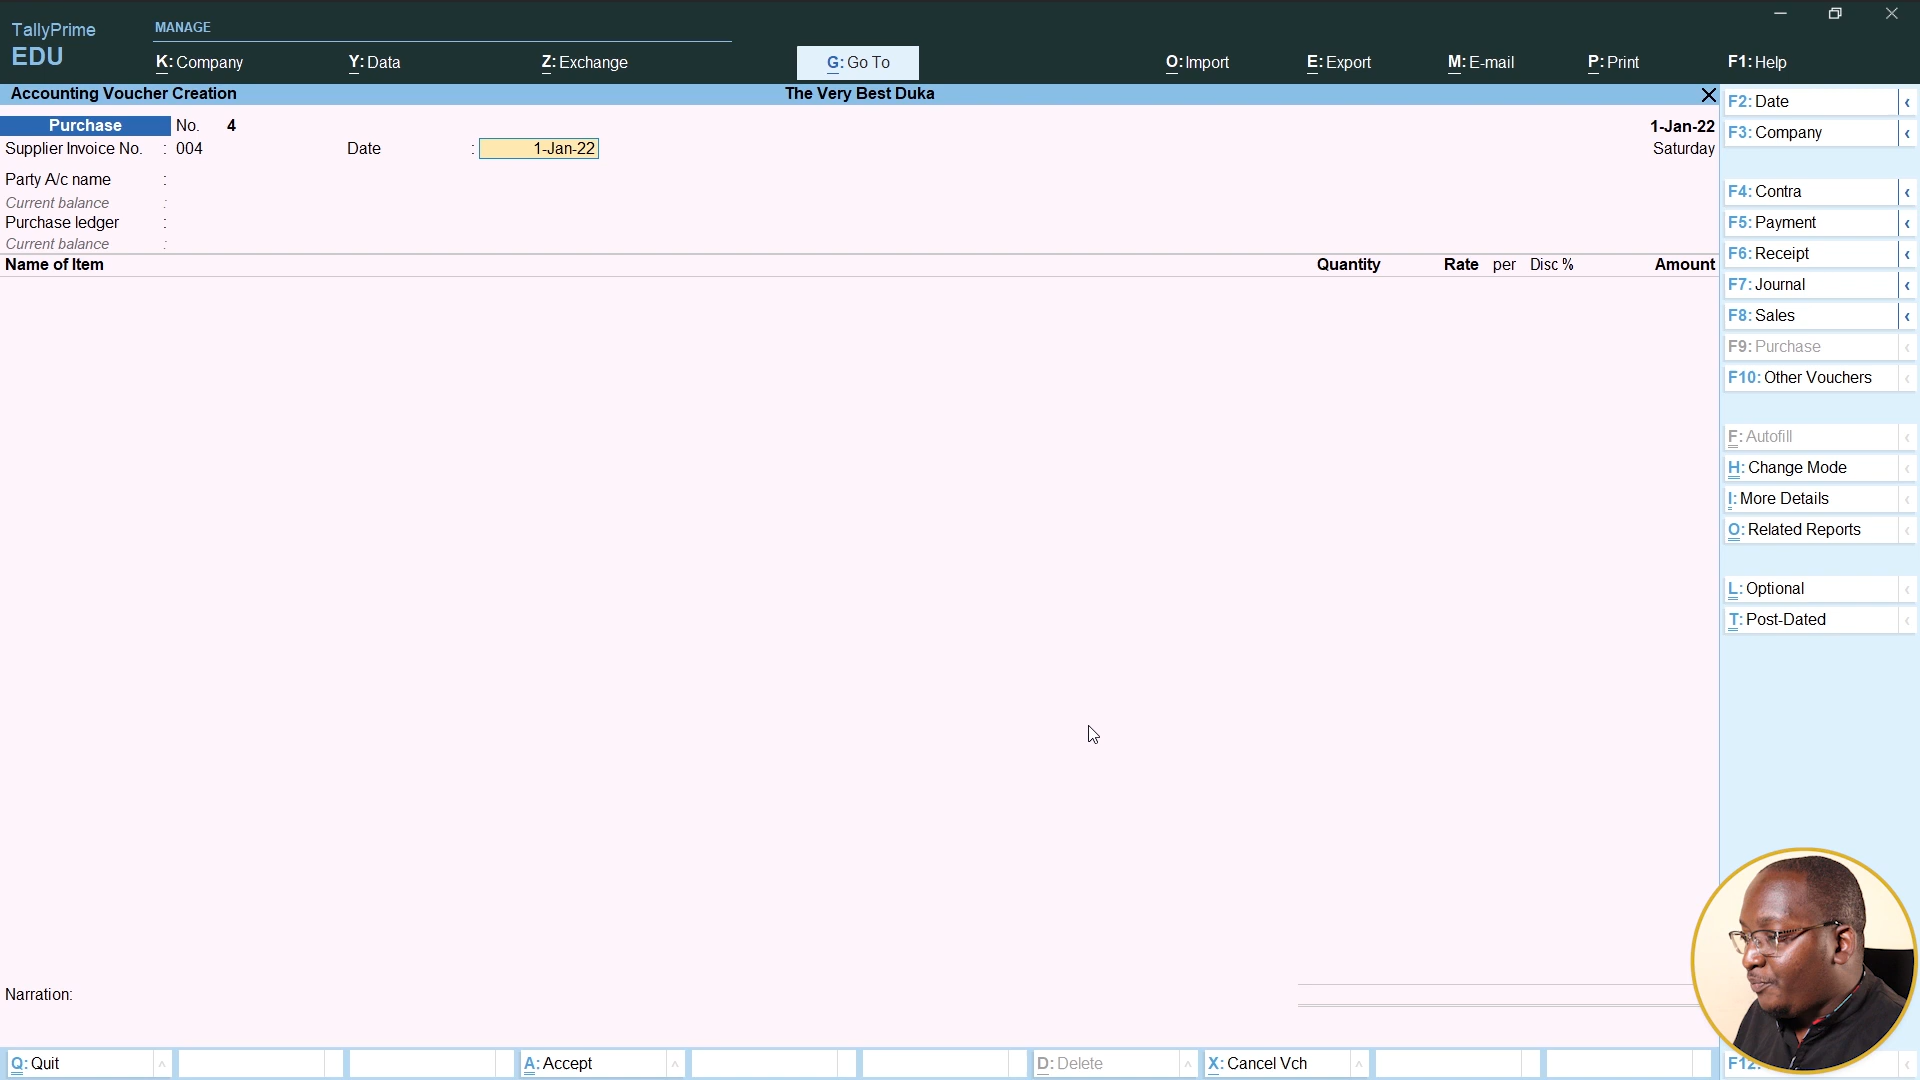 TallyPrime
EDU
MANAGE
K: Company
Y: Data
Z: Exchange
G: Go To
O: Import
E: Export
M: E-mail
P: Print
F1: Help
Accounting Voucher Creation
The Very Best Duka
Purchase No. 4
1-Jan-22
Supplier Invoice No. : 004
Date : 1-Jan-22
Saturday
Party A/c name :
Current balance :
Purchase ledger :
Current balance :
Name of Item Quantity Rate per Disc % Amount
F2: Date
F3: Company
F4: Contra
F5: Payment
F6: Receipt
F7: Journal
F8: Sales
F9: Purchase
F10: Other Vouchers
F: Autofill
H: Change Mode
I: More Details
O: Related Reports
L: Optional
T: Post-Dated
Narration:
Q: Quit
A: Accept
D: Delete
X: Cancel Vch
F12: